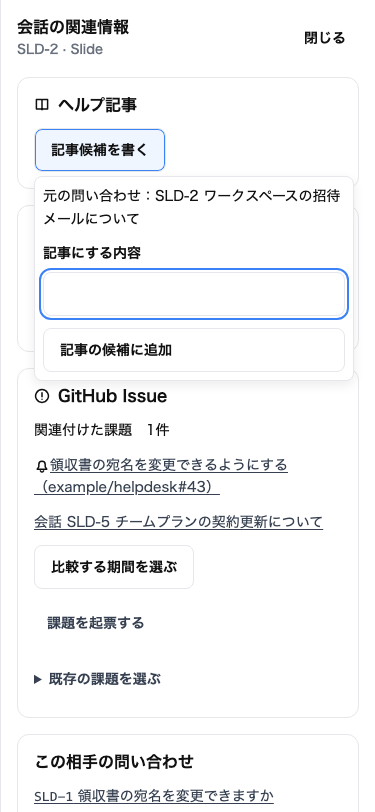 会話の関連情報
SLD-2 · Slide
閉じる
ヘルプ記事
記事候補を書く
元の問い合わせ：SLD-2 ワークスペースの招待
メールについて
記事にする内容
記事の候補に追加
GitHub Issue
関連付けた課題　1件
領収書の宛名を変更できるようにする
（example/helpdesk#43）
会話 SLD-5 チームプランの契約更新について
比較する期間を選ぶ
課題を起票する
▶ 既存の課題を選ぶ
この相手の問い合わせ
SLD-1 領収書の宛名を変更できますか